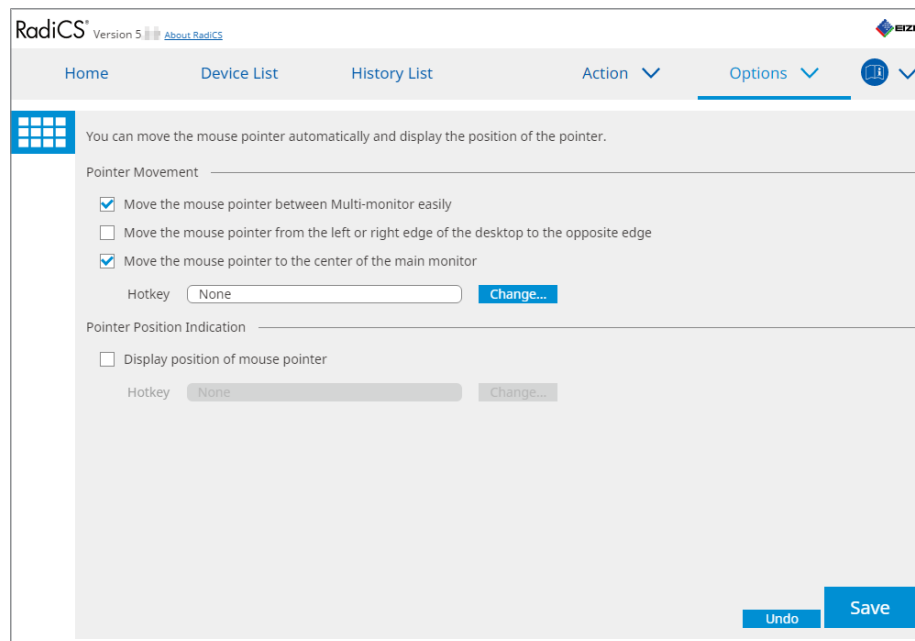 RadiCS® Version 5. About RadiCS
Home Device List History List Action Options
You can move the mouse pointer automatically and display the position of the pointer.
Pointer Movement
Move the mouse pointer between Multi-monitor easily
Move the mouse pointer from the left or right edge of the desktop to the opposite edge
Move the mouse pointer to the center of the main monitor
Hotkey None Change...
Pointer Position Indication
Display position of mouse pointer
Hotkey None Change...
Save
Undo